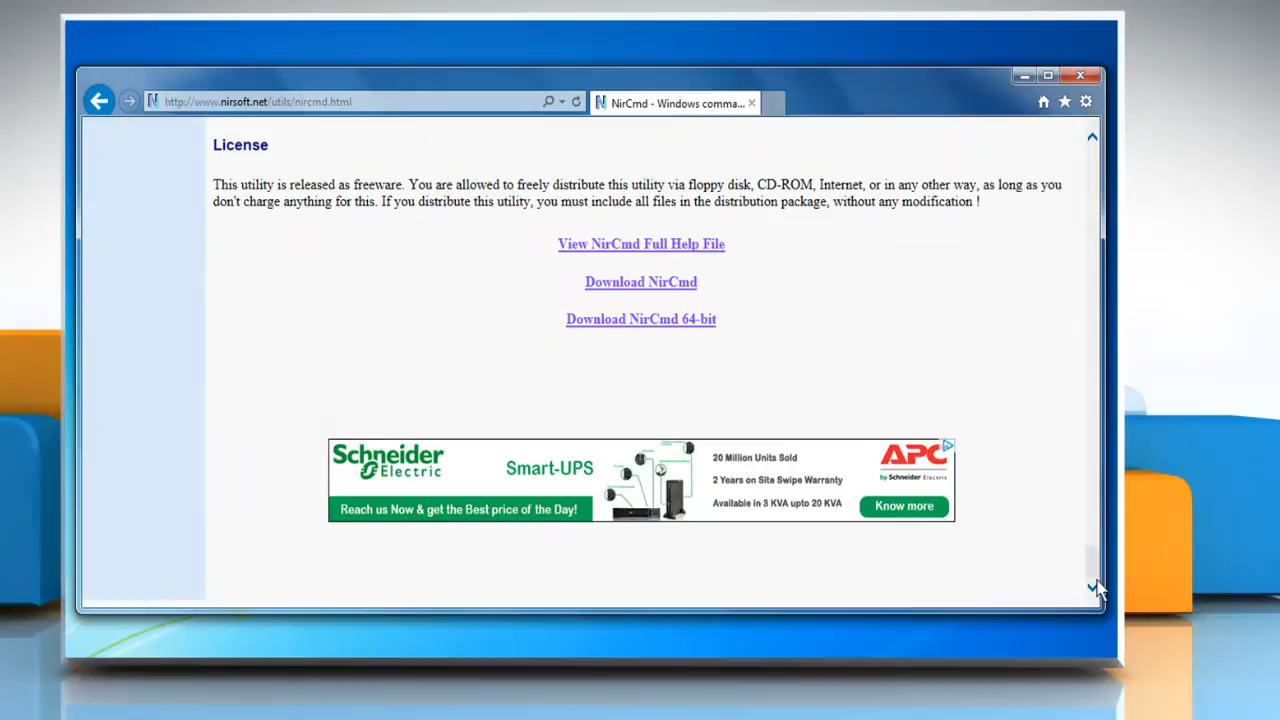 http://www.nirsoft.net/utils/nircmd.html
NirCmd - Windows comma...
License
This utility is released as freeware. You are allowed to freely distribute this utility via floppy disk, CD-ROM, Internet, or in any other way, as long as you
don't charge anything for this. If you distribute this utility, you must include all files in the distribution package, without any modification !
View NirCmd Full Help File
Download NirCmd
Download NirCmd 64-bit
Schneider
Electric
Smart-UPS
Reach us Now & get the Best price of the Day!
20 Million Units Sold
2 Years on Site Swipe Warranty
Available in 3 KVA upto 20 KVA
APC
by Schneider Electric
Know more